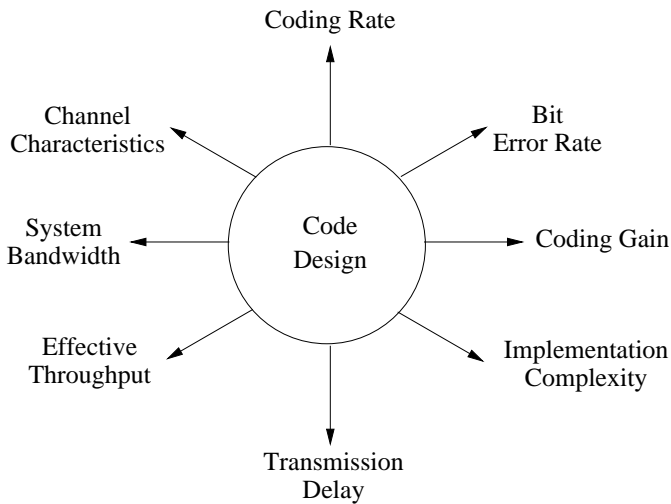 Coding Rate
Channel
Characteristics
Bit
Error Rate
System
Bandwidth
Code
Design
Coding Gain
Effective
Throughput
Implementation
Complexity
Transmission
Delay